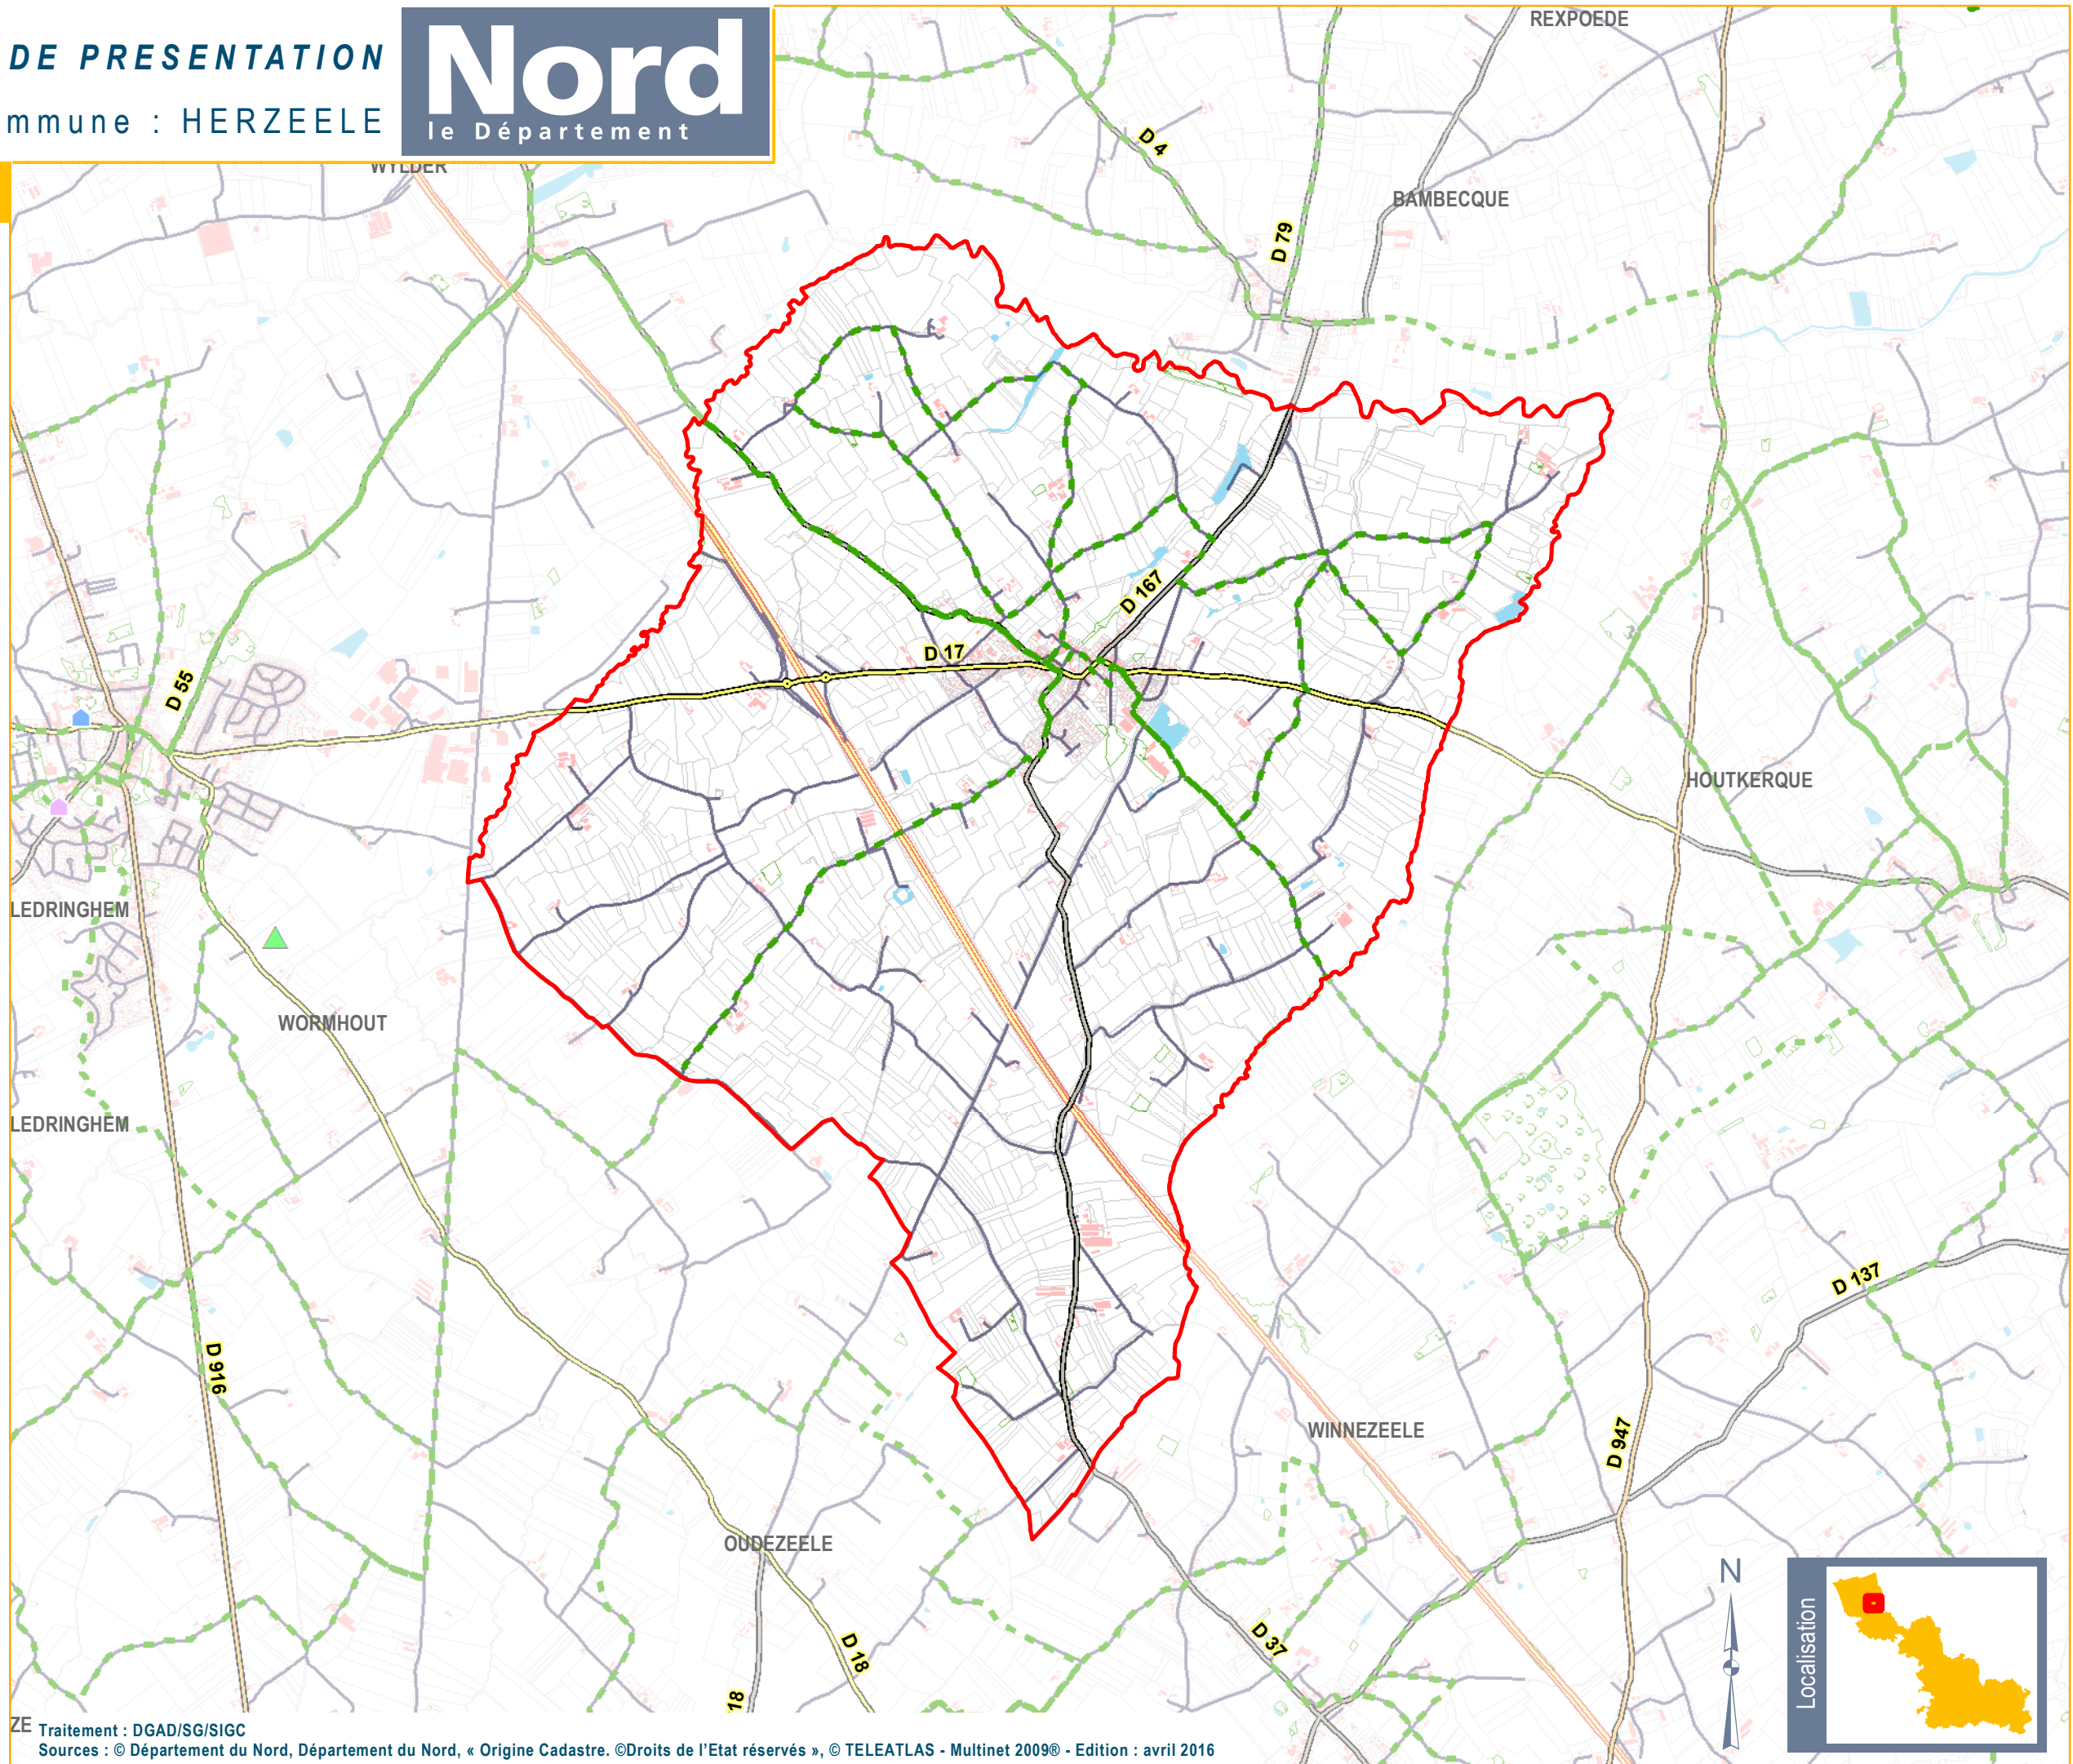 DE PRESENTATION
mmune : HERZEELE
Nord
le Département
REXPOEDE
WYLDER
D 4
BAMBECQUE
D 79
D 167
D 17
D 55
HOUTKERQUE
LEDRINGHEM
WORMHOUT
LEDRINGHEM
D 137
D 916
WINNEZEELE
D 947
OUDEZEELE
N
Localisation
D 37
D 18
18
ZE
Traitement : DGAD/SG/SIGC
Sources : © Département du Nord, Département du Nord, « Origine Cadastre. ©Droits de l'Etat réservés », © TELEATLAS - Multinet 2009® - Edition : avril 2016